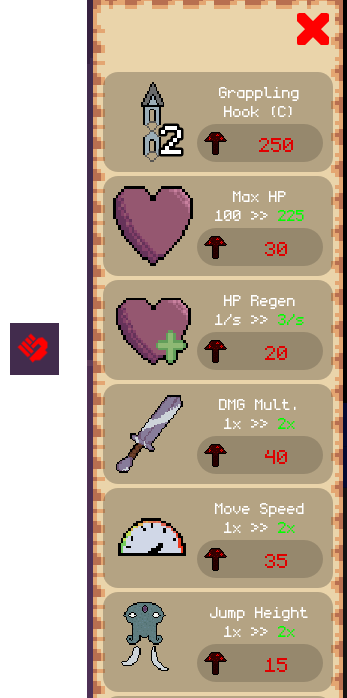 Grappling
Hook (C)
2
250
Max HP
100 >> 225
30
HP Regen
1/s >> 3/s
20
DMG Mult.
1x >> 2x
40
Move Speed
1x >> 2x
35
Jump Height
1x >> 2x
15